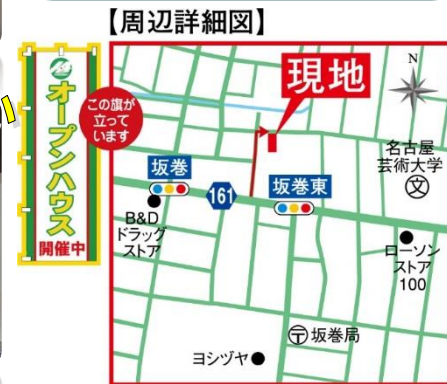 【周辺詳細図】
オープンハウス
開催中
この旗が
立って
います
現地
N
名古屋
芸術大学
文
坂巻
161
坂巻東
B&D
ドラッグ
ストア
ローソン
ストア
100
〒坂巻局
ヨシヅヤ